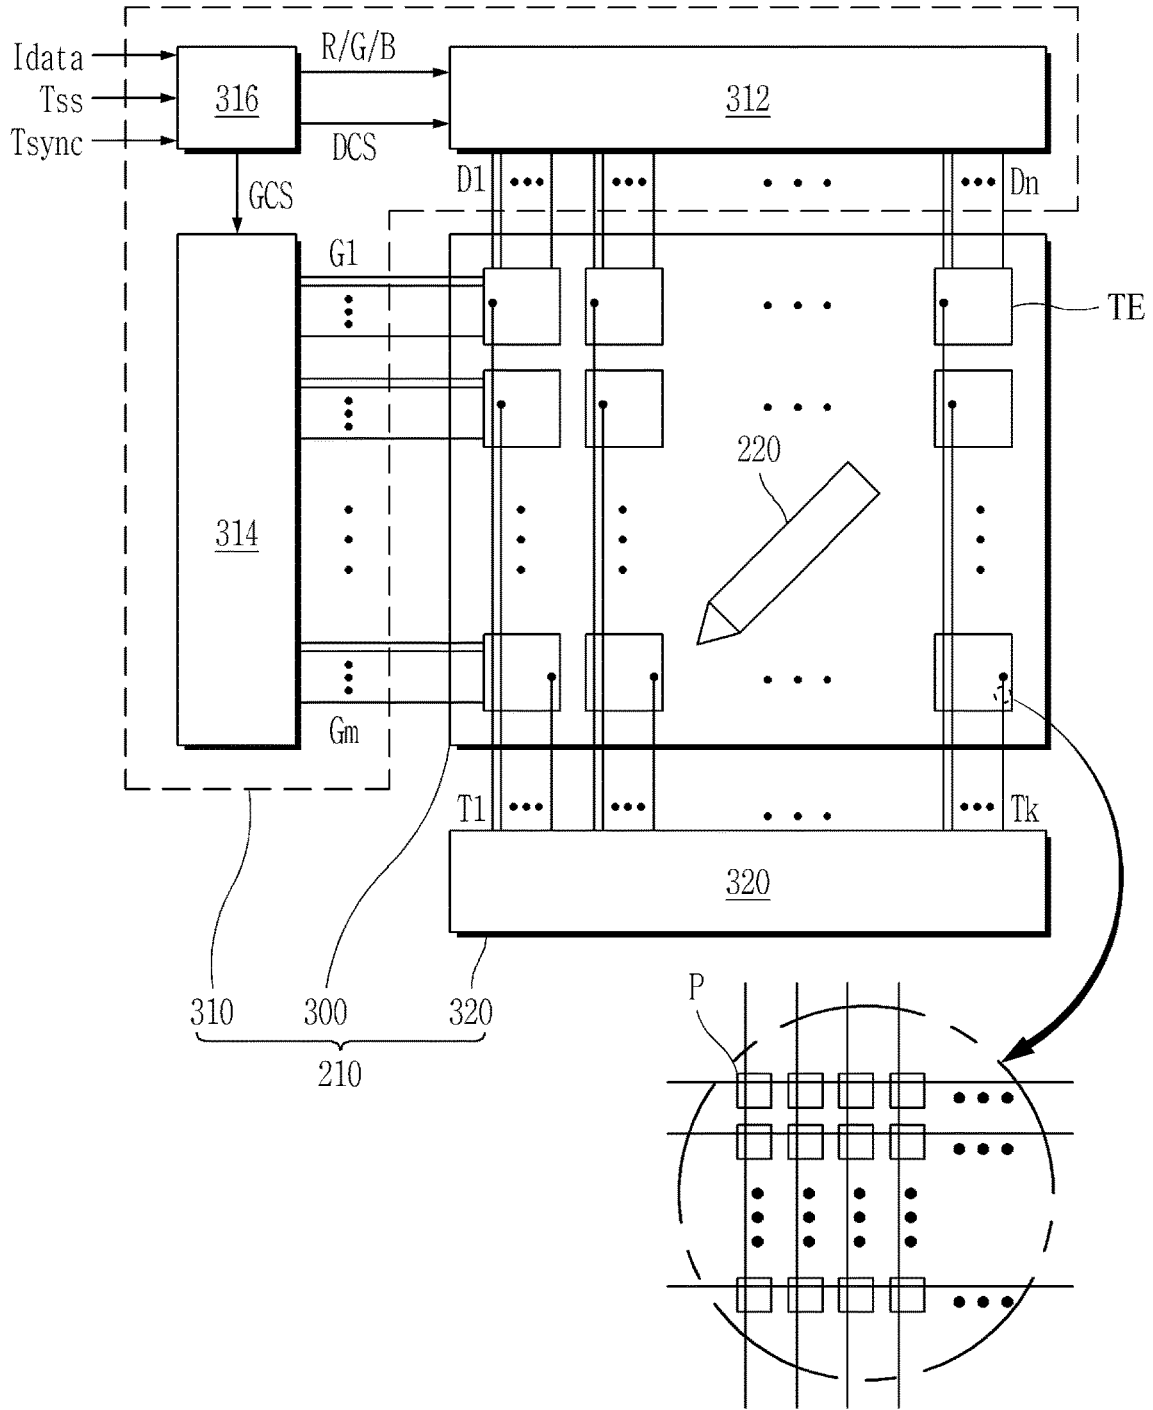 Idata
Tss
Tsync
316
R/G/B
DCS
312
GCS
D1
Dn
G1
TE
314
220
Gm
T1
Tk
320
310
300
320
210
P